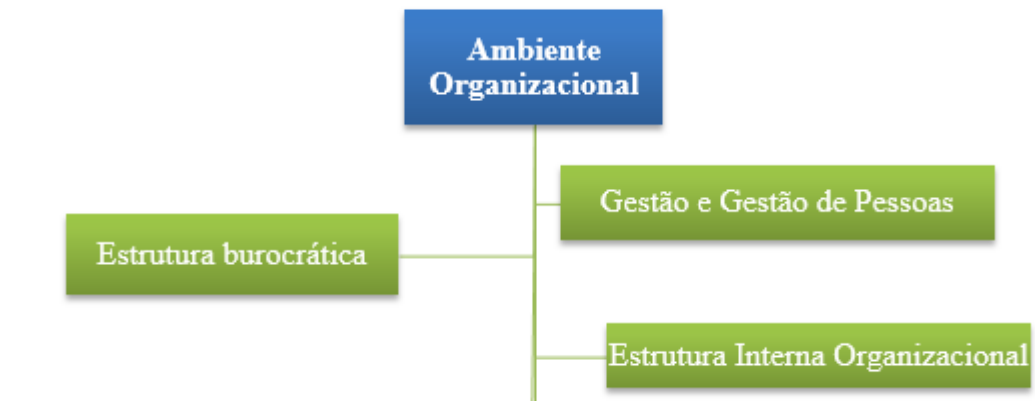 Ambiente
Organizacional
Gestão e Gestão de Pessoas
Estrutura burocrática
Estrutura Interna Organizacional